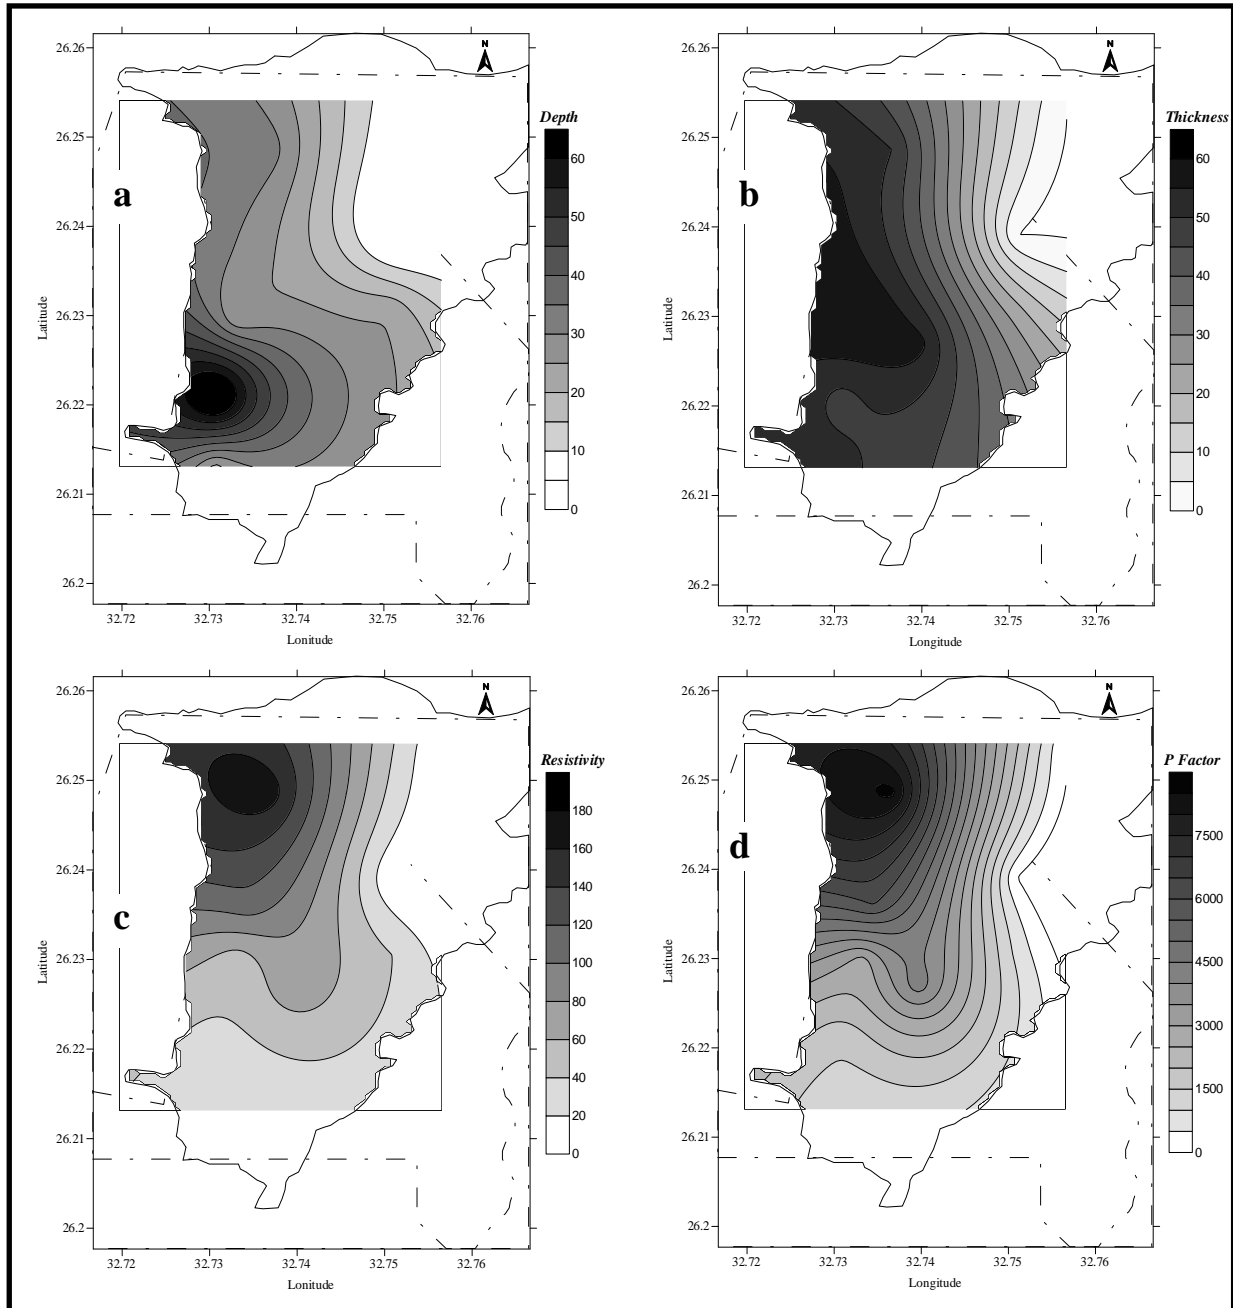 N
26.26
26.25
26.24
26.23
26.22
26.21
26.2
Latitude
32.72 32.73 32.74 32.75 32.76
Lonitude
a
Depth
60
50
40
30
20
10
0
N
26.26
26.25
26.24
26.23
26.22
26.21
26.2
Latitude
32.72 32.73 32.74 32.75 32.76
Longitude
b
Thickness
60
50
40
30
20
10
0
N
26.26
26.25
26.24
26.23
26.22
26.21
26.2
Latitude
32.72 32.73 32.74 32.75 32.76
Lonitude
c
Resistivity
180
160
140
120
100
80
60
40
20
0
N
26.26
26.25
26.24
26.23
26.22
26.21
26.2
Latitude
32.72 32.73 32.74 32.75 32.76
Longitude
d
P Factor
7500
6000
4500
3000
1500
0